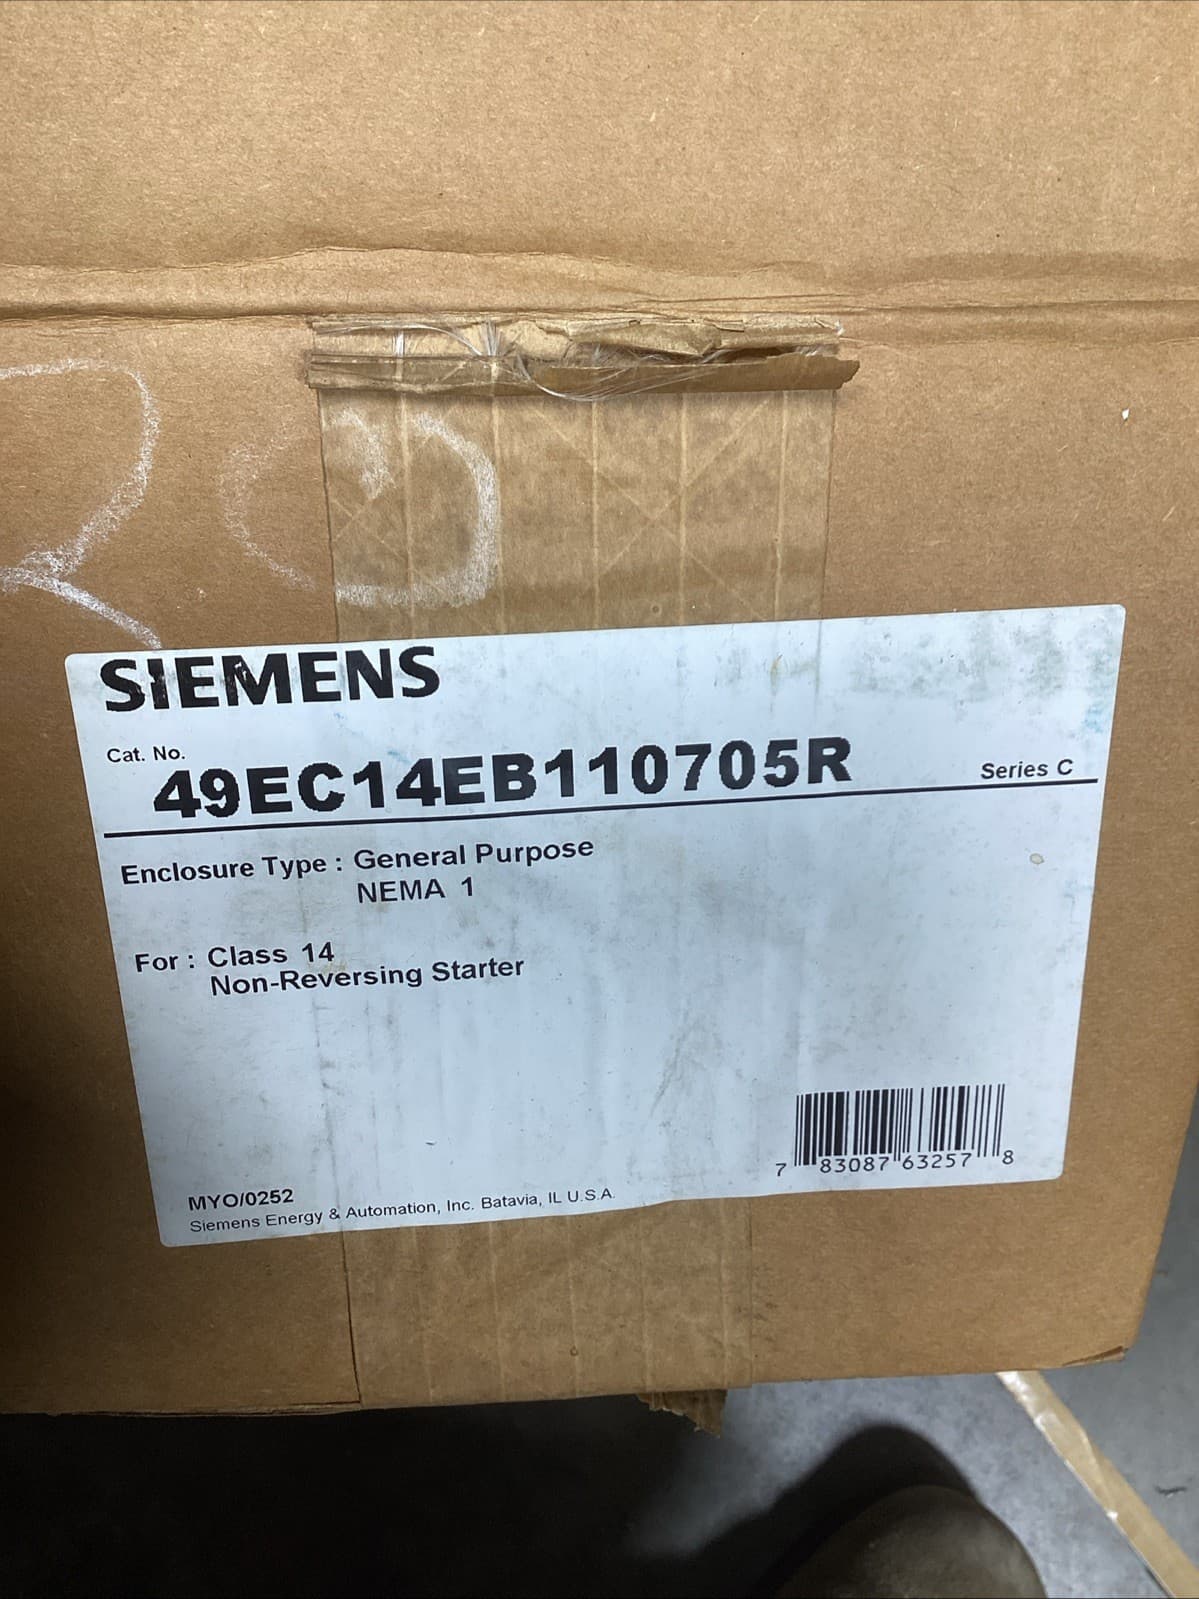 RO
SIEMENS
Cat. No.
49EC14EB110705R
Series C
Enclosure Type : General Purpose
NEMA 1
For : Class 14
Non-Reversing Starter
7 83087 63257 8
MYO/0252
Siemens Energy & Automation, Inc. Batavia, IL U.S.A.